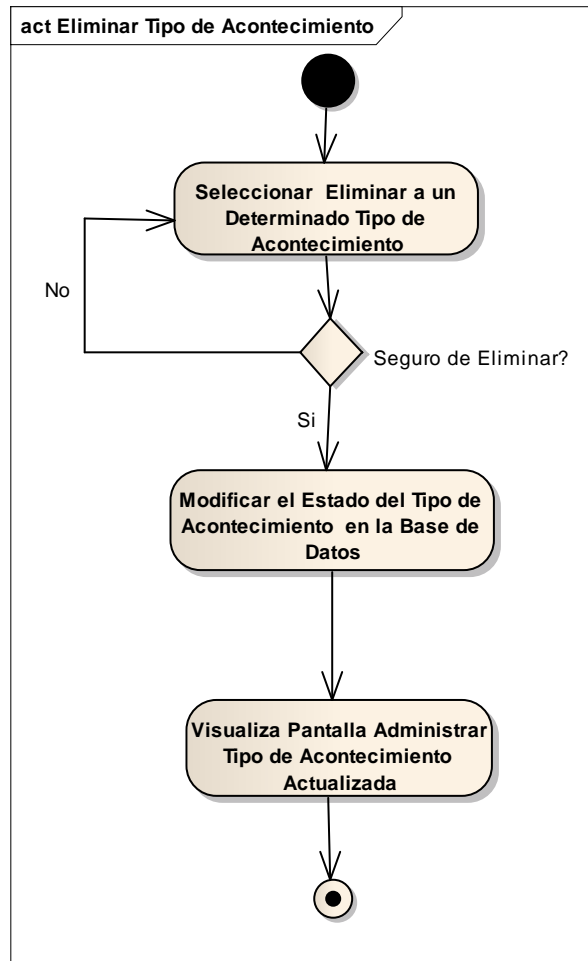 act Eliminar Tipo de Acontecimiento
Seleccionar Eliminar a un
Determinado Tipo de
Acontecimiento
No
Seguro de Eliminar?
Si
Modificar el Estado del Tipo de
Acontecimiento en la Base de
Datos
Visualiza Pantalla Administrar
Tipo de Acontecimiento
Actualizada